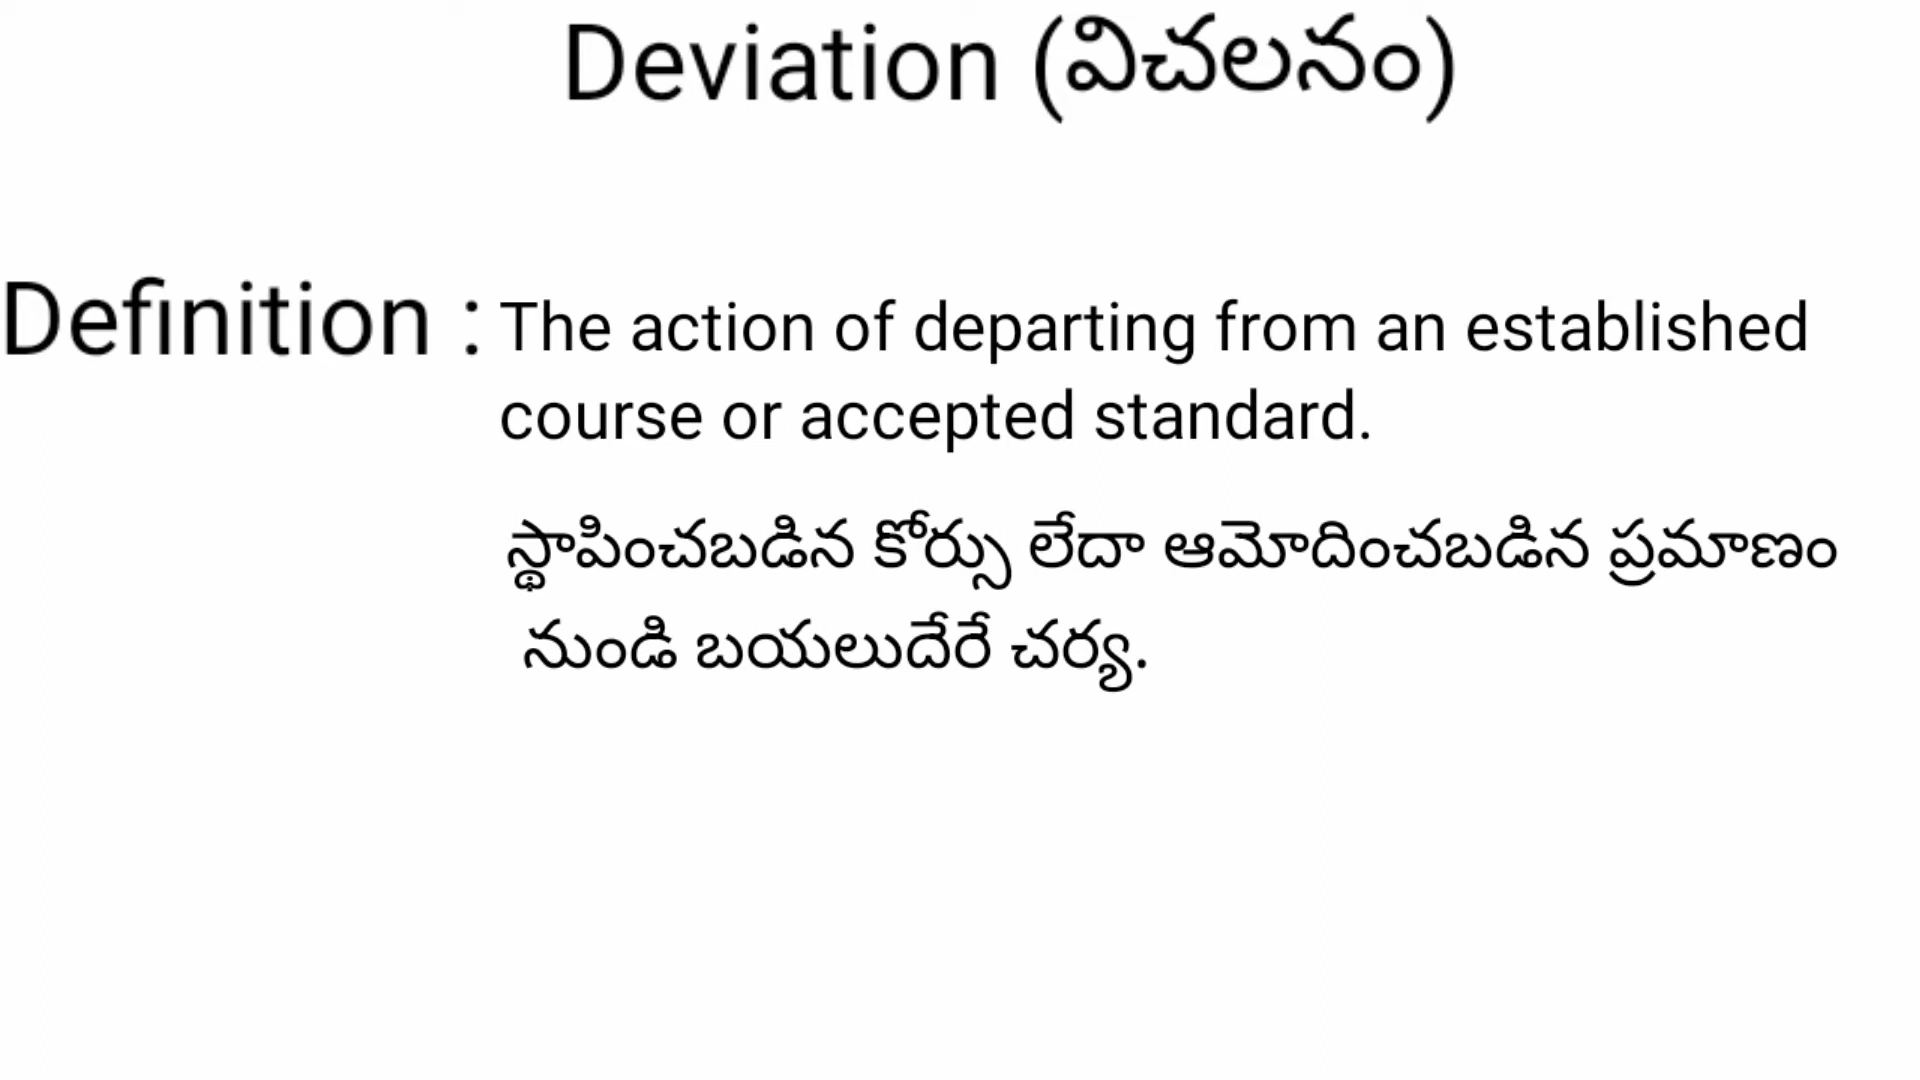 Deviation (విచలనం)
Definition : The action of departing from an established
course or accepted standard.
స్థాపించబడిన కోర్సు లేదా ఆమోదించబడిన ప్రమాణం
నుండి బయలుదేరే చర్య.